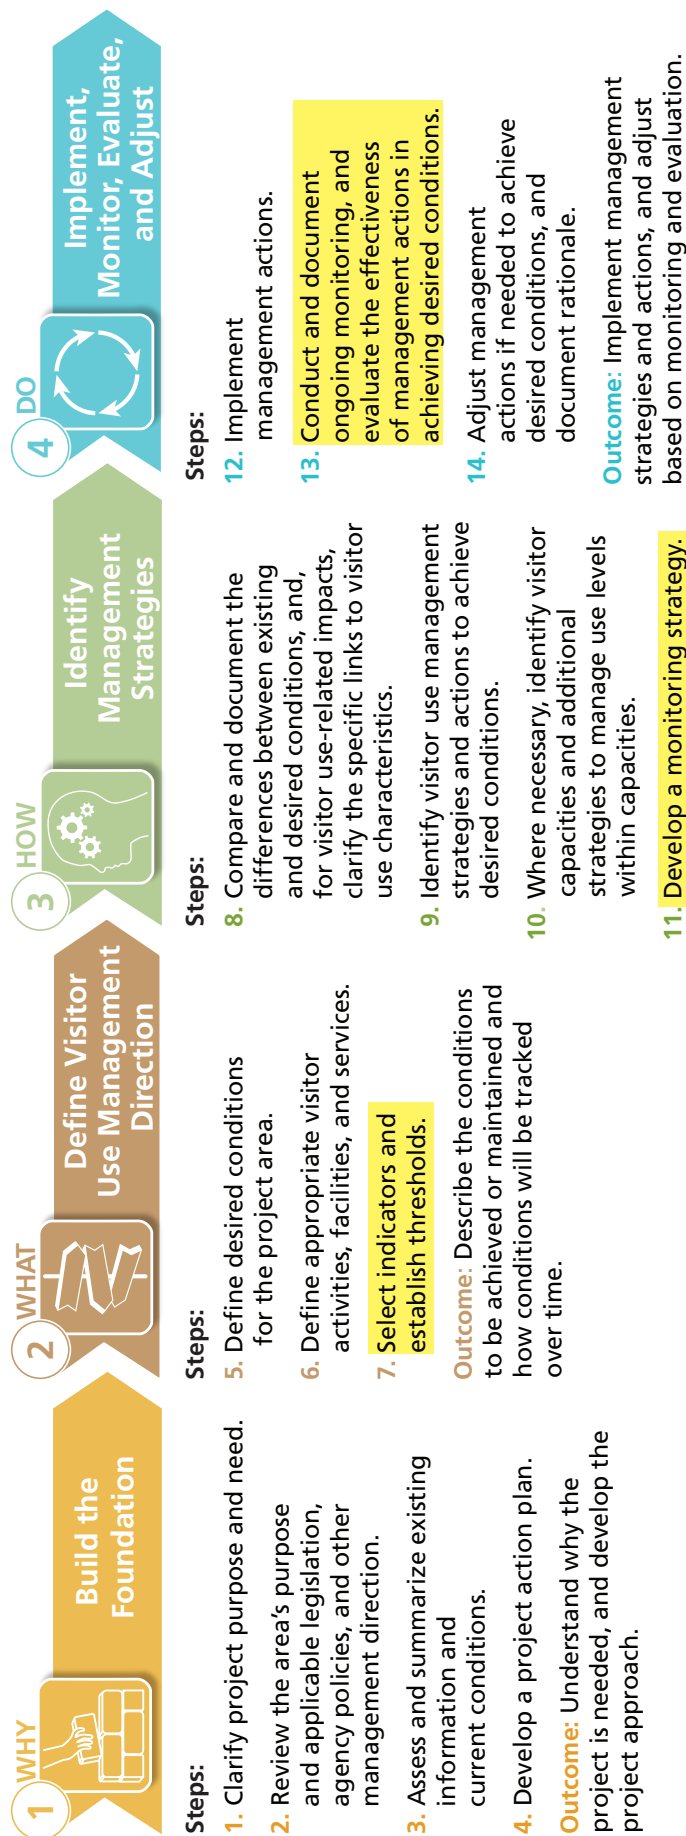 1
WHY
Build the
Foundation
Steps:
1. Clarify project purpose and need.
2. Review the area's purpose
and applicable legislation,
agency policies, and other
management direction.
3. Assess and summarize existing
information and
current conditions.
4. Develop a project action plan.
Outcome: Understand why the
project is needed, and develop the
project approach.
2
WHAT
Define Visitor
Use Management
Direction
Steps:
5. Define desired conditions
for the project area.
6. Define appropriate visitor
activities, facilities, and services.
7. Select indicators and
establish thresholds.
Outcome: Describe the conditions
to be achieved or maintained and
how conditions will be tracked
over time.
3
HOW
Identify
Management
Strategies
Steps:
8. Compare and document the
differences between existing
and desired conditions, and,
for visitor use-related impacts,
clarify the specific links to visitor
use characteristics.
9. Identify visitor use management
strategies and actions to achieve
desired conditions.
10. Where necessary, identify visitor
capacities and additional
strategies to manage use levels
within capacities.
11. Develop a monitoring strategy.
4
DO
Implement,
Monitor, Evaluate,
and Adjust
Steps:
12. Implement
management actions.
13. Conduct and document
ongoing monitoring, and
evaluate the effectiveness
of management actions in
achieving desired conditions.
14. Adjust management
actions if needed to achieve
desired conditions, and
document rationale.
Outcome: Implement management
strategies and actions, and adjust
based on monitoring and evaluation.